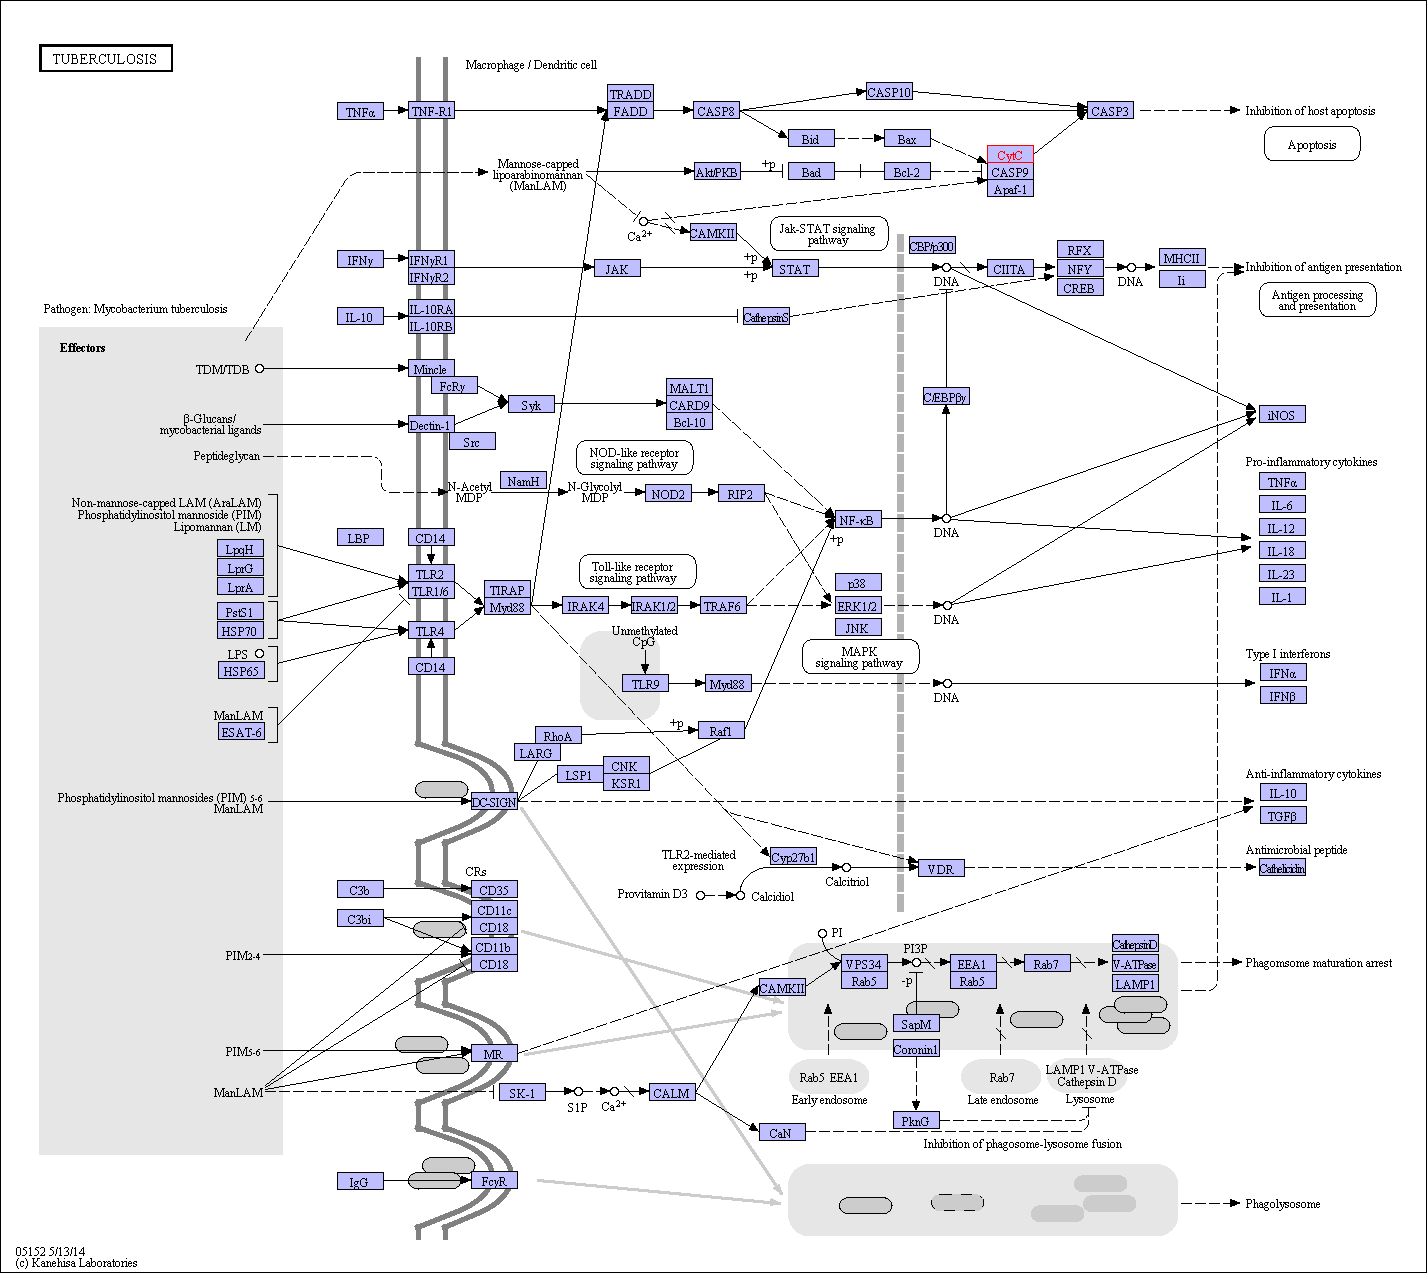 TUBERCULOSIS
Macrophage / Dendritic cell
TNFα
TNF-R1
TRADD
FADD
CASP8
CASP10
CASP3
Inhibition of host apoptosis
Apoptosis
Bid
Bax
CytC
CASP9
Apaf-1
Mannose-capped
lipoarabinomannan
(ManLAM)
Akt/PKB
+p
Bad
Bcl-2
Ca2+
CAMKII
Jak-STAT signaling
pathway
IFNγ
IFNγR1
IFNγR2
JAK
+p
+p
STAT
CBP/p300
DNA
CIITA
RFX
NFY
CREB
DNA
MHCII
Ii
Inhibition of antigen presentation
Antigen processing
and presentation
Pathogen: Mycobacterium tuberculosis
IL-10
IL-10RA
IL-10RB
CathepsinS
Effectors
TDM/TDB
Mincle
FcRγ
Syk
MALT1
CARD9
Bcl-10
C/EBPβγ
iNOS
β-Glucans/
mycobacterial ligands
Dectin-1
Src
NOD-like receptor
signaling pathway
Peptideglycan
N-Acetyl
MDP
NamH
N-Glycolyl
MDP
NOD2
RIP2
NF-κB
+p
DNA
Pro-inflammatory cytokines
TNFα
IL-6
IL-12
IL-18
IL-23
IL-1
Non-mannose-capped LAM (AraLAM)
Phosphatidylinositol mannoside (PIM)
Lipomannan (LM)
LpqH
LprG
LprA
PstS1
HSP70
LPS
HSP65
ManLAM
ESAT-6
LBP
CD14
TLR2
TLR1/6
TLR4
CD14
TIRAP
Myd88
Toll-like receptor
signaling pathway
IRAK4
IRAK1/2
TRAF6
p38
ERK1/2
JNK
DNA
MAPK
signaling pathway
Unmethylated
CpG
TLR9
Myd88
DNA
Type I interferons
IFNα
IFNβ
RhoA
LARG
+p
Raf1
LSP1
CNK
KSR1
Phosphatidylinositol mannosides (PIM) 5-6
ManLAM
DC-SIGN
Anti-inflammatory cytokines
IL-10
TGFβ
TLR2-mediated
expression
Cyp27b1
Provitamin D3
Calcidiol
Calcitriol
VDR
Antimicrobial peptide
Cathelicidin
CRs
C3b
CD35
C3bi
CD11c
CD18
CD11b
CD18
PIM2-4
PI
VPS34
Rab5
PI3P
-p
EEA1
Rab5
Rab7
CathepsinD
V-ATPase
LAMP1
Phagomsome maturation arrest
CAMKII
SapM
Coronin1
PIM5-6
MR
ManLAM
SK-1
S1P
Ca2+
CALM
CaN
PknG
Rab5 EEA1
Early endosome
Rab7
Late endosome
LAMP1 V-ATPase
Cathepsin D
Lysosome
Inhibition of phagosome-lysosome fusion
IgG
FcγR
Phagolysosome
05152 5/13/14
(c) Kanehisa Laboratories